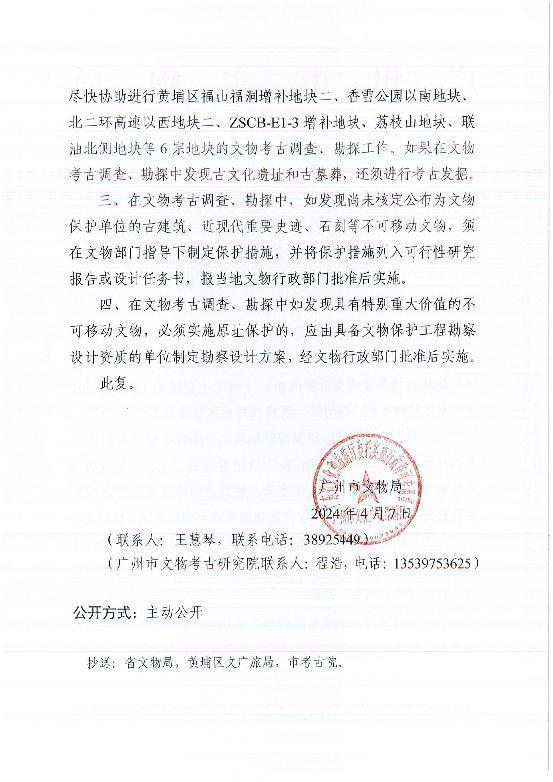 尽快协助进行黄埔区福山福洞增补地块二、香雪公园以南地块、
北二环高速以西地块二、ZSCB-E1-3 增补地块、荔枝山地块、联
油北侧地块等 6 宗地块的文物考古调查、勘探工作。如果在文物
考古调查、勘探中发现古文化遗址和古墓葬，还须进行考古发掘。
三、在文物考古调查、勘探中，如发现尚未核定公布为文物
保护单位的古建筑、近现代重要史迹、石刻等不可移动文物，须
在文物部门指导下制定保护措施，并将保护措施列入可行性研究
报告或设计任务书，报当地文物行政部门批准后实施。
四、在文物考古调查、勘探中如发现具有特别重大价值的不
可移动文物，必须实施原址保护的，应由具备文物保护工程勘察
设计资质的单位制定勘察设计方案，经文物行政部门批准后实施。
此复。
广州市文物局
2024 年 4 月 7 日
（联系人：王慧琴，联系电话：38925449）
（广州市文物考古研究院联系人：程浩，电话：13539753625）
公开方式：主动公开
抄送：省文物局，黄埔区文广旅局，市考古院。